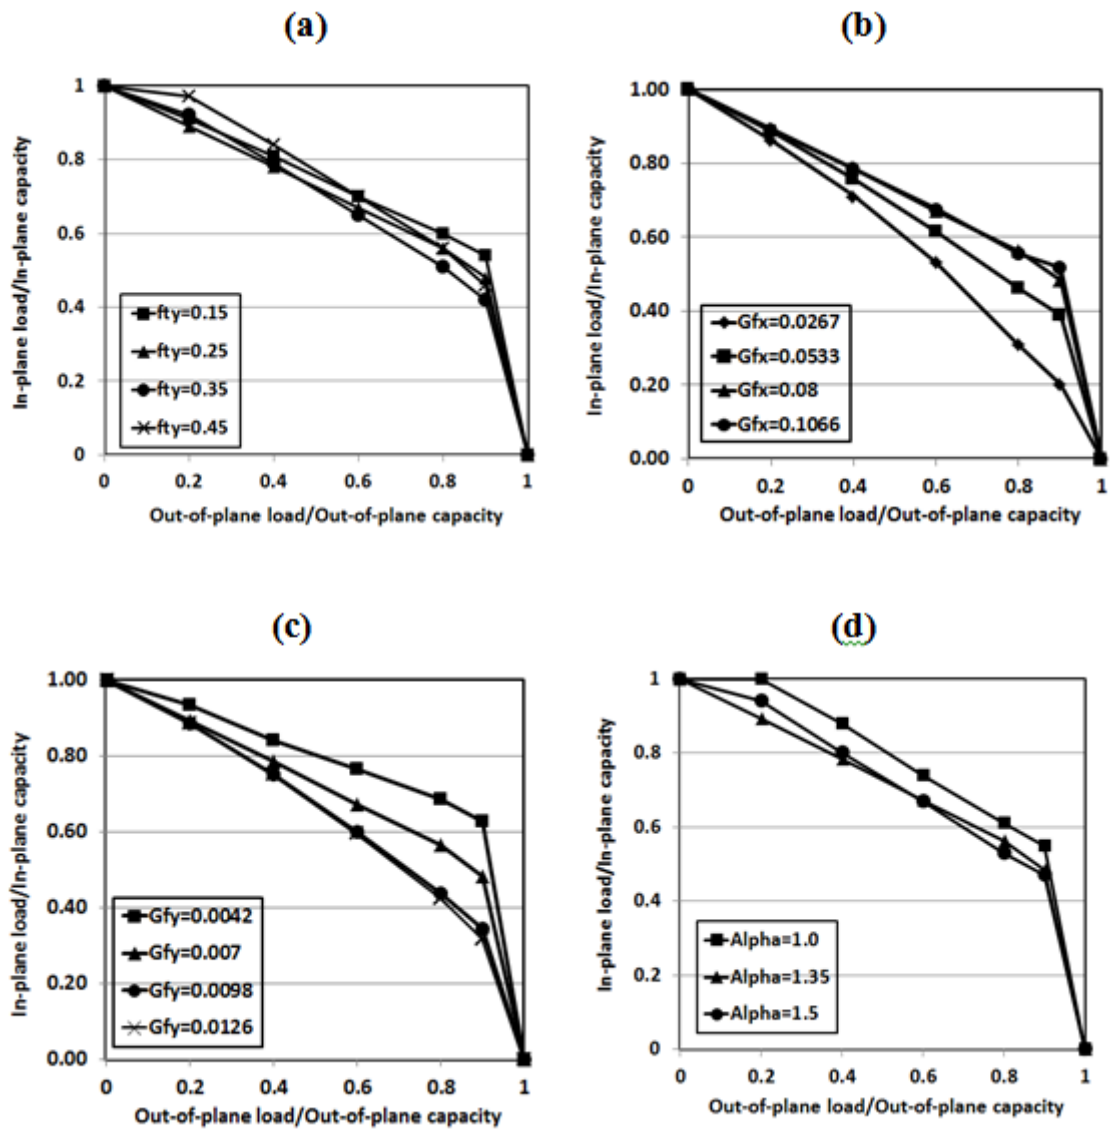 (a)
1
0.8
0.6
0.4
0.2
0
0 0.2 0.4 0.6 0.8 1
In-plane load/In-plane capacity
Out-of-plane load/Out-of-plane capacity
fty=0.15
fty=0.25
fty=0.35
fty=0.45
(b)
1.00
0.80
0.60
0.40
0.20
0.00
0 0.2 0.4 0.6 0.8 1
In-plane load/In-plane capacity
Out-of-plane load/Out-of-plane capacity
Gfx=0.0267
Gfx=0.0533
Gfx=0.08
Gfx=0.1066
(c)
1.00
0.80
0.60
0.40
0.20
0.00
0 0.2 0.4 0.6 0.8 1
In-plane load/In-plane capacity
Out-of-plane load/Out-of-plane capacity
Gfy=0.0042
Gfy=0.007
Gfy=0.0098
Gfy=0.0126
(d)
1
0.8
0.6
0.4
0.2
0
0 0.2 0.4 0.6 0.8 1
In-plane load/In-plane capacity
Out-of-plane load/Out-of-plane capacity
Alpha=1.0
Alpha=1.35
Alpha=1.5